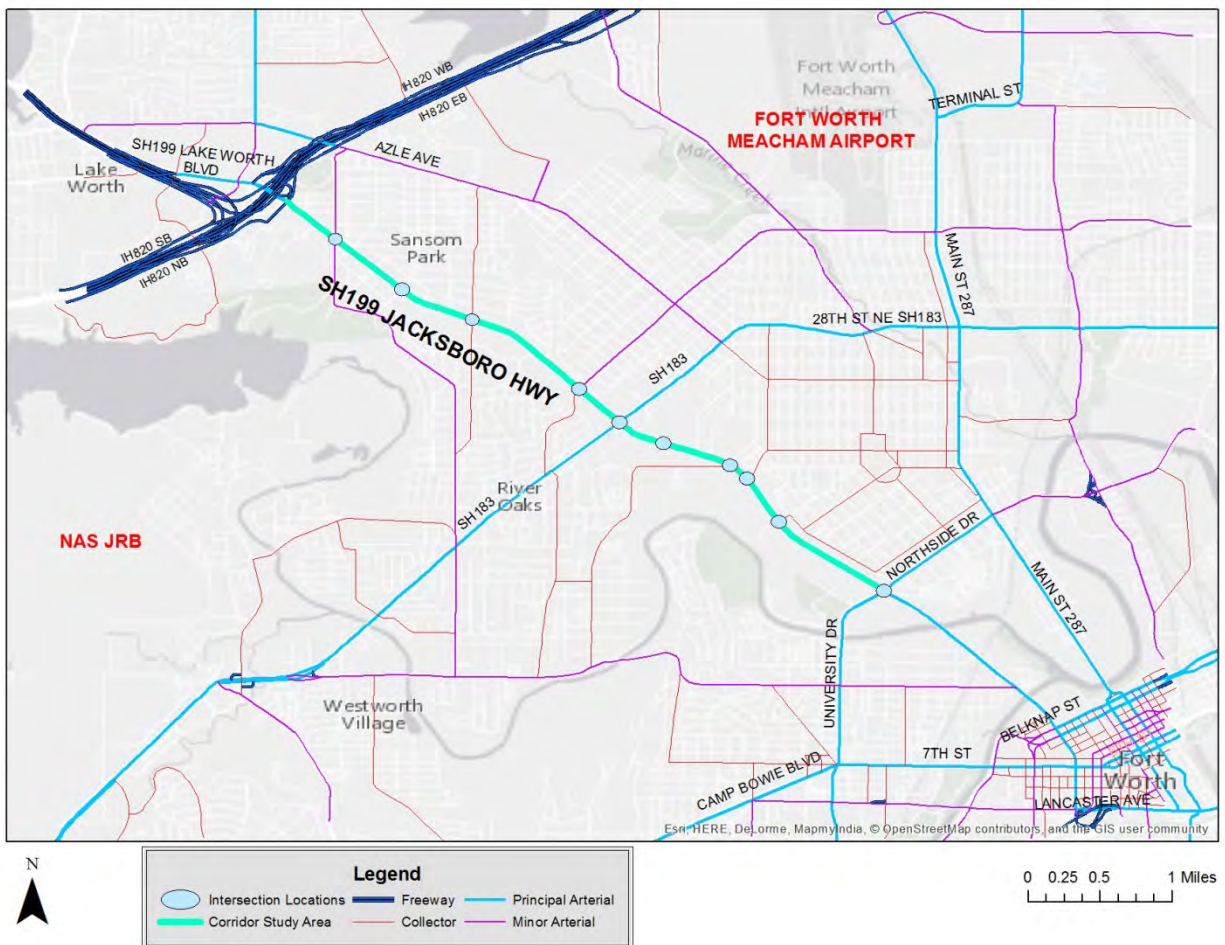 IH820 WB
IH820 EB
Fort Worth
Meacham
Int'l Airport
TERMINAL ST
FORT WORTH
MEACHAM AIRPORT
SH199 LAKE WORTH
BLVD
AZLE AVE
Marine Creek
Lake
Worth
IH820 SB
IH820 NB
Sansom
Park
MAIN ST 287
SH199 JACKSBORO HWY
28TH ST NE SH183
SH183
River
Oaks
SH183
NAS JRB
NORTHSIDE DR
MAIN ST 287
UNIVERSITY DR
Westworth
Village
BELKNAP ST
7TH ST
CAMP BOWIE BLVD
Fort
Worth
LANCASTER AVE
Esri, HERE, DeLorme, MapmyIndia, © OpenStreetMap contributors, and the GIS user community
N
Legend
Intersection Locations
Freeway
Principal Arterial
Corridor Study Area
Collector
Minor Arterial
0 0.25 0.5 1 Miles